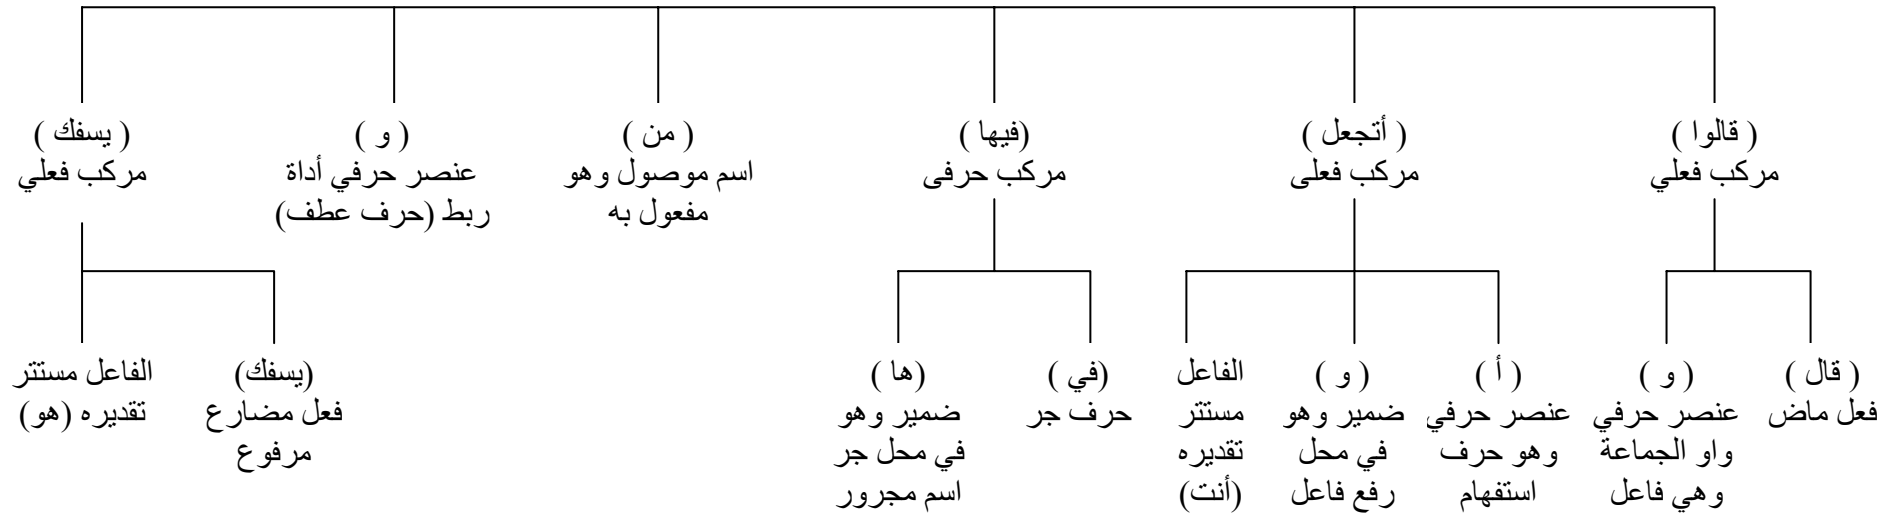 ( قالوا )
مركب فعلي
( أتجعل )
مركب فعلى
(فيها )
مركب حرفى
( من )
اسم موصول وهو
مفعول به
( و )
عنصر حرفي أداة
ربط (حرف عطف)
( يسفك )
مركب فعلي
( قال )
فعل ماض
( و )
عنصر حرفي
واو الجماعة
وهي فاعل
( أ )
عنصر حرفي
وهو حرف
استفهام
( و )
ضمير وهو
في محل
رفع فاعل
الفاعل
مستتر
تقديره
(أنت)
(في )
حرف جر
(ها )
ضمير وهو
في محل جر
اسم مجرور
(يسفك)
فعل مضارع
مرفوع
الفاعل مستتر
تقديره (هو)